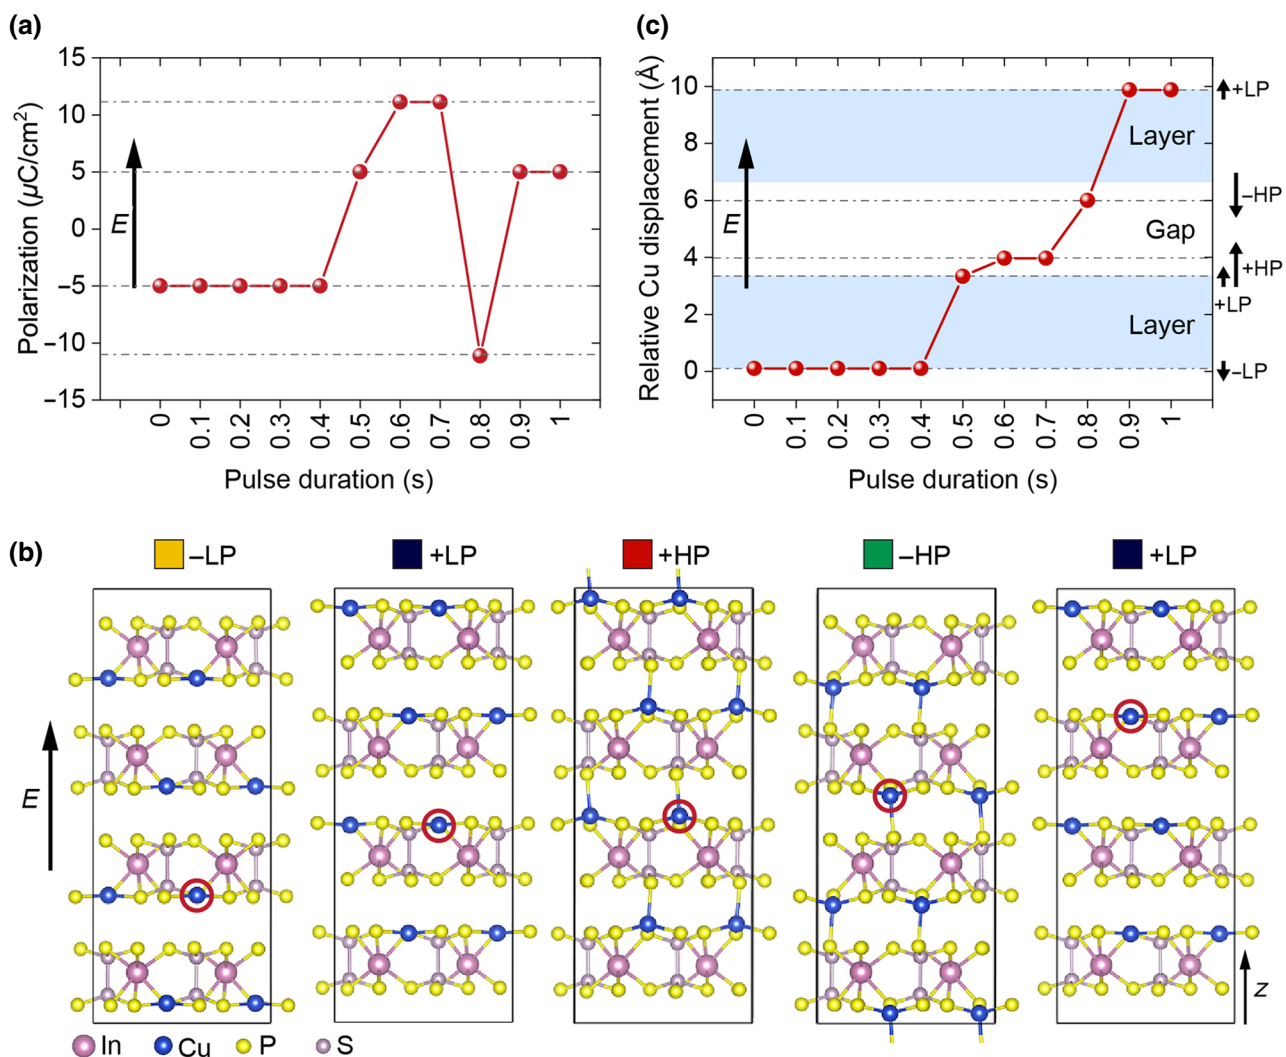 (a)
15
10
5
0
−5
−10
−15
Polarization (μC/cm²)
E
0 0.1 0.2 0.3 0.4 0.5 0.6 0.7 0.8 0.9 1
Pulse duration (s)
(c)
10
8
6
4
2
0
Relative Cu displacement (Å)
E
Layer
Gap
Layer
+LP
−HP
+HP
+LP
−LP
0 0.1 0.2 0.3 0.4 0.5 0.6 0.7 0.8 0.9 1
Pulse duration (s)
(b)
−LP +LP +HP −HP +LP
E
z
In Cu P S